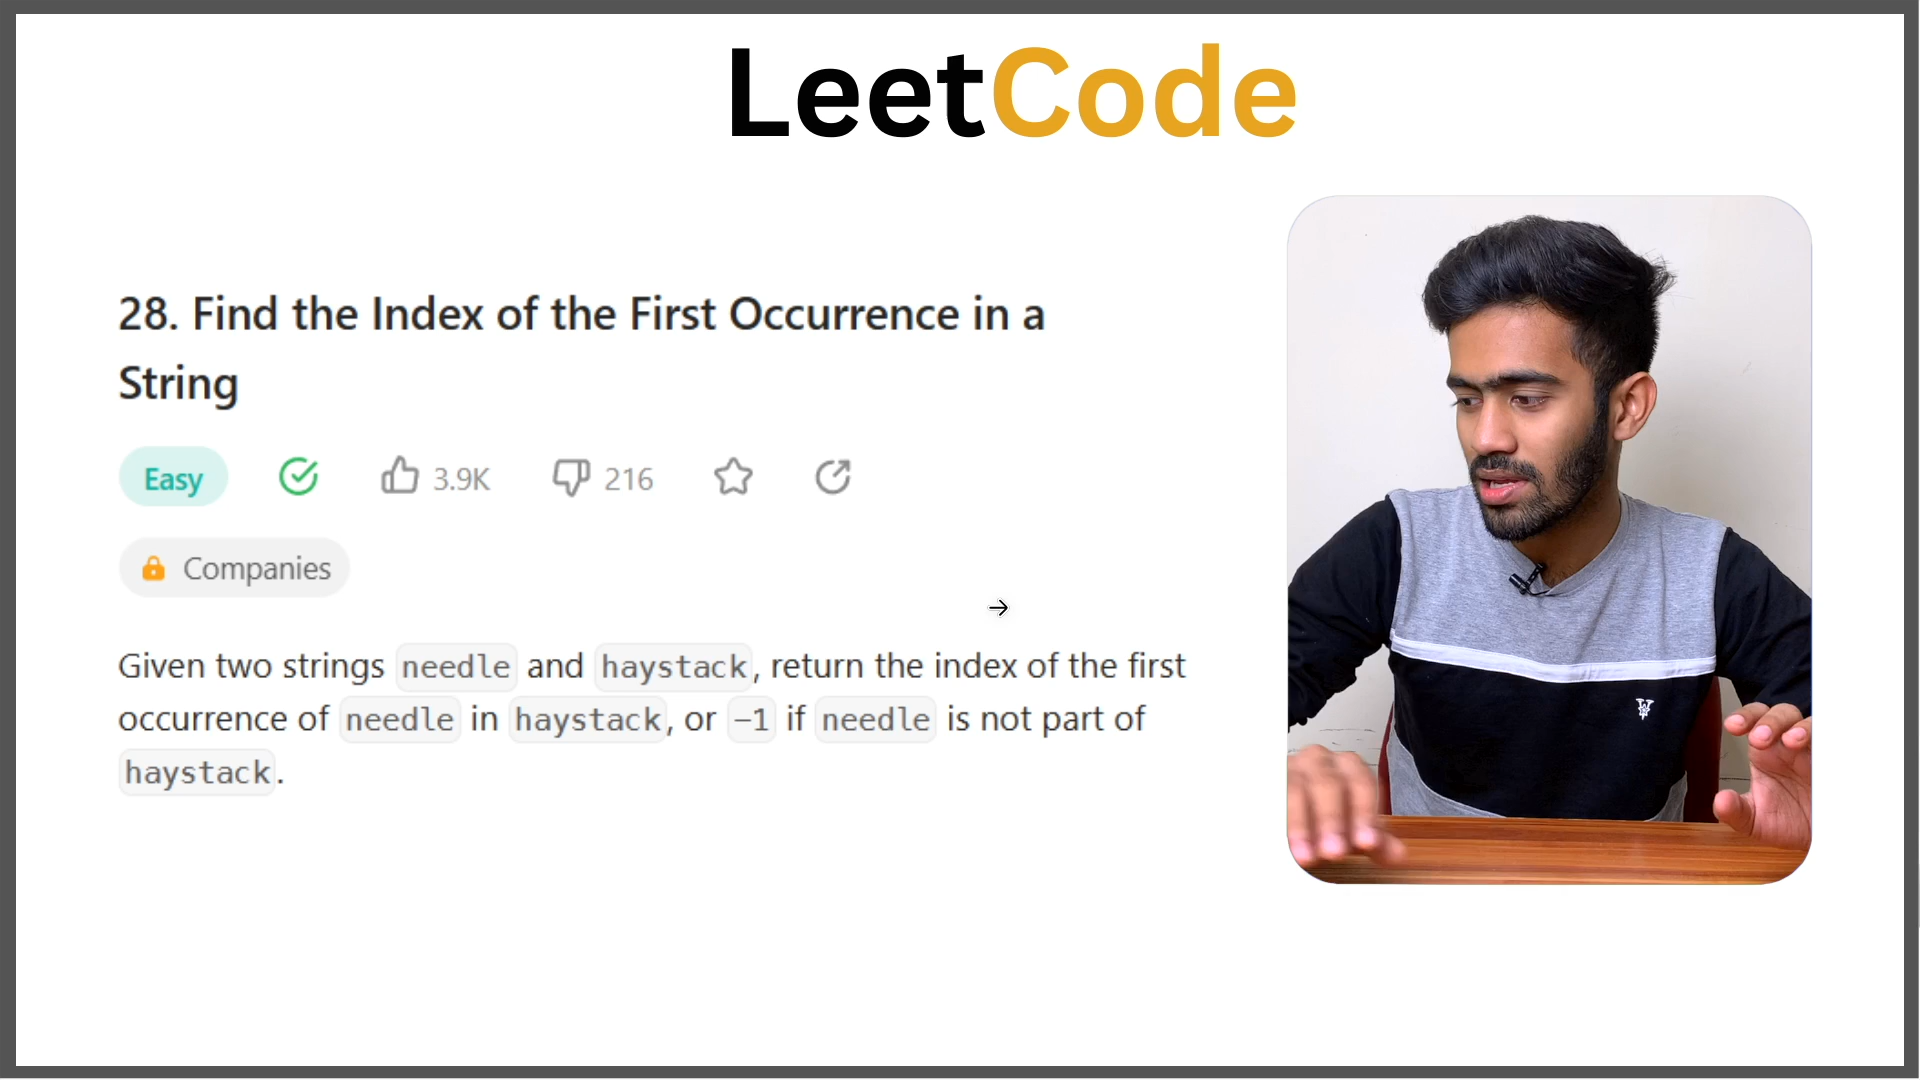 LeetCode
28. Find the Index of the First Occurrence in a
String
Easy 3.9K 216
Companies
Given two strings needle and haystack, return the index of the first
occurrence of needle in haystack, or -1 if needle is not part of
haystack.